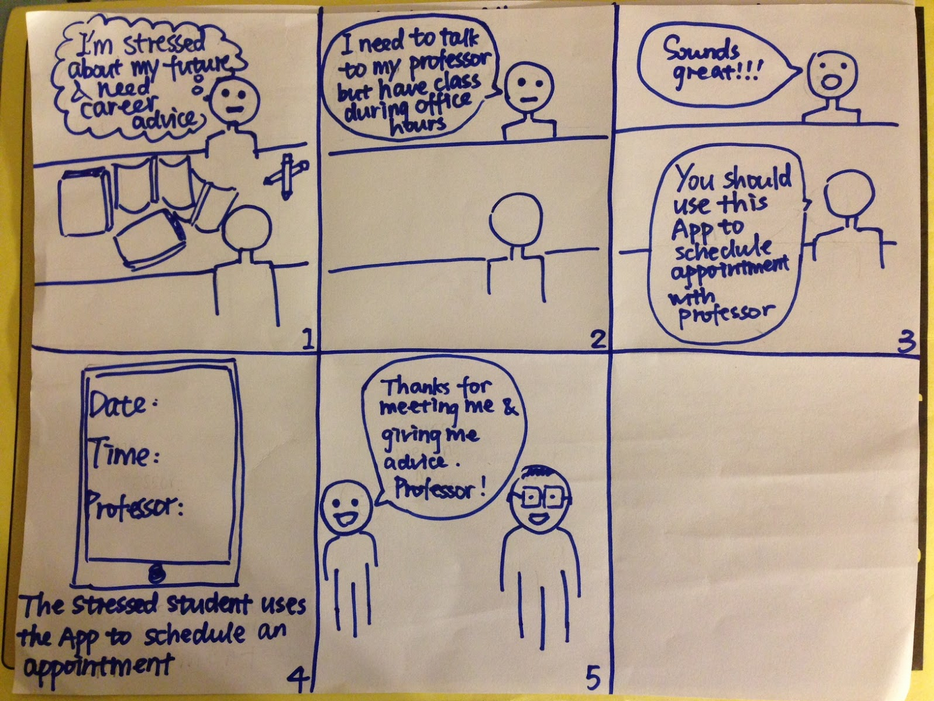 I'm stressed
about my future
need
career
advice
1
I need to talk
to my professor
but have class
during office
hours
2
Sounds
great!!!
You should
use this
App to
schedule
appointment
with
professor
3
Date:
Time:
Professor:
The stressed student uses
the App to schedule an
appointment
4
Thanks for
meeting me &
giving me
advice.
Professor!
5